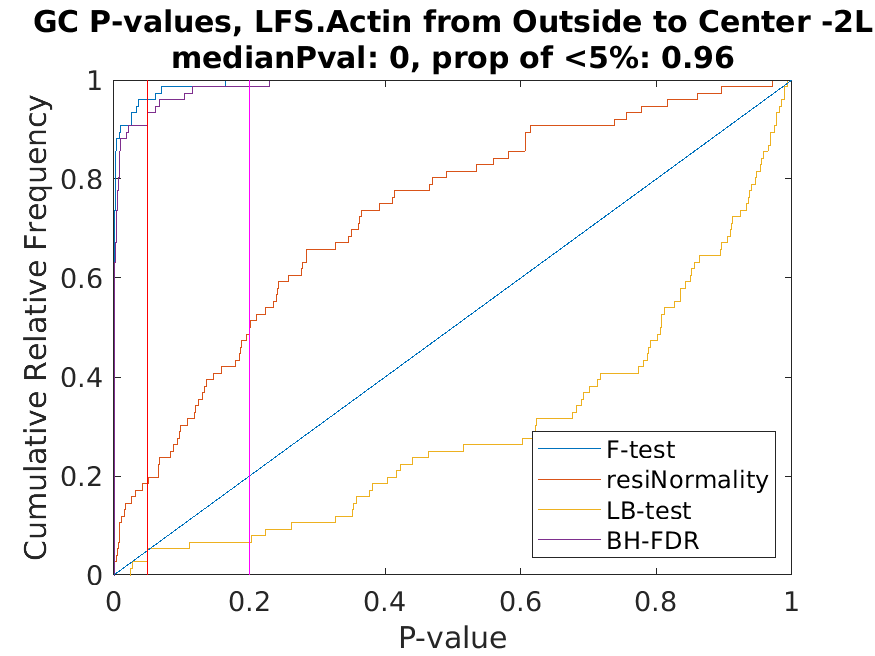 GC P-values, LFS.Actin from Outside to Center -2L
medianPval: 0, prop of <5%: 0.96
Cumulative Relative Frequency
1
0.8
0.6
0.4
0.2
0
F-test
resiNormality
LB-test
BH-FDR
0 0.2 0.4 0.6 0.8 1
P-value